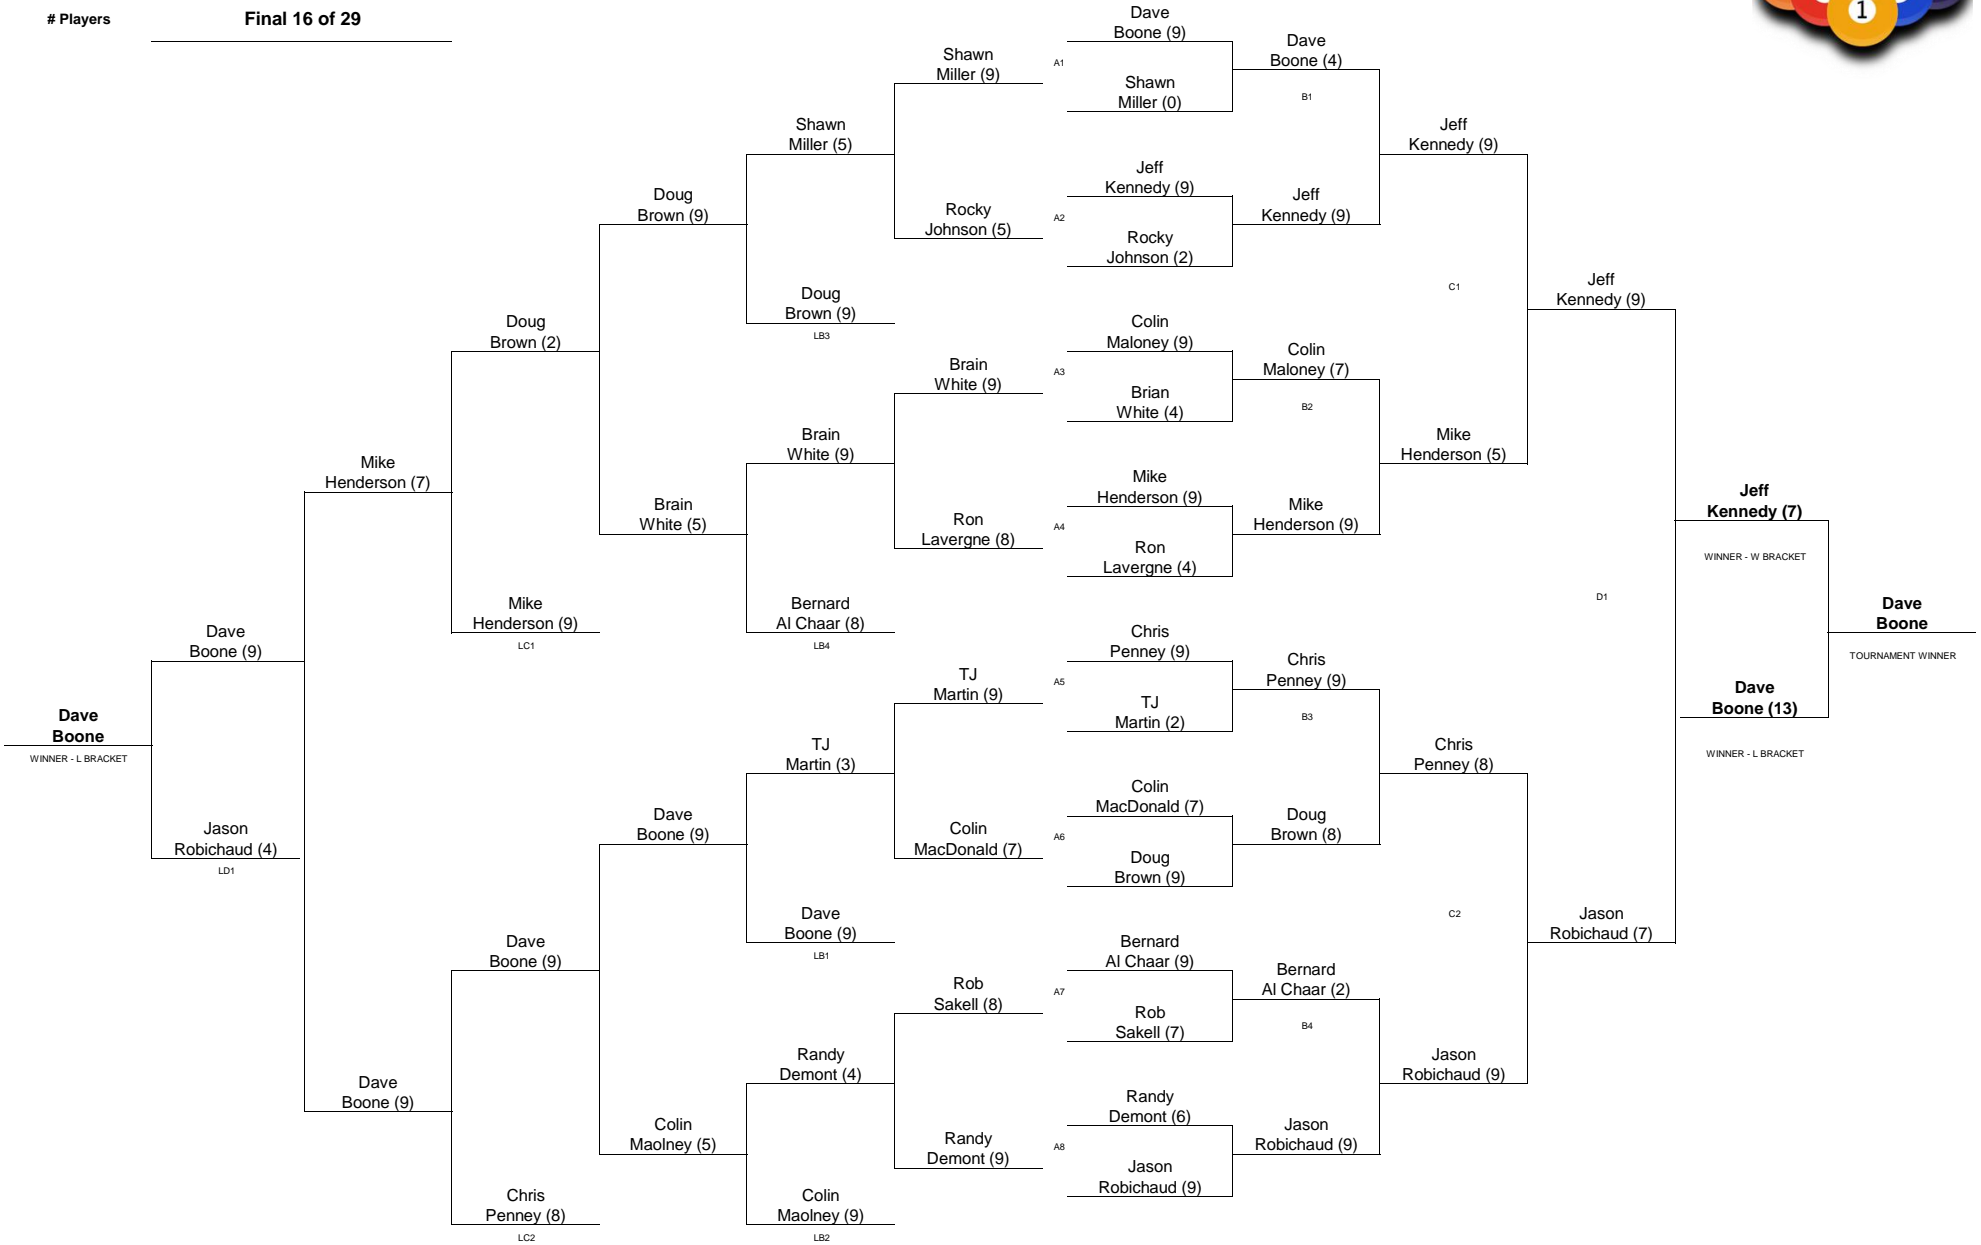 # Players
Final 16 of 29
1
Dave
Boone (9)
Shawn
Miller (9)
A1
Dave
Boone (4)
Shawn
Miller (0)
B1
Shawn
Miller (5)
Jeff
Kennedy (9)
Jeff
Kennedy (9)
Doug
Brown (9)
Rocky
Johnson (5)
A2
Jeff
Kennedy (9)
Rocky
Johnson (2)
Doug
Brown (9)
LB3
C1
Jeff
Kennedy (9)
Doug
Brown (2)
Colin
Maloney (9)
Brain
White (9)
A3
Colin
Maloney (7)
Brian
White (4)
B2
Brain
White (9)
Mike
Henderson (5)
Mike
Henderson (7)
Mike
Henderson (9)
Jeff
Kennedy (7)
Brain
White (5)
Ron
Lavergne (8)
A4
Mike
Henderson (9)
Ron
Lavergne (4)
WINNER - W BRACKET
Mike
Henderson (9)
LC1
Bernard
Al Chaar (8)
LB4
D1
Dave
Boone
TOURNAMENT WINNER
Dave
Boone (9)
Chris
Penney (9)
TJ
Martin (9)
A5
Chris
Penney (9)
TJ
Martin (2)
B3
Dave
Boone (13)
WINNER - L BRACKET
Dave
Boone
WINNER - L BRACKET
TJ
Martin (3)
Chris
Penney (8)
Colin
MacDonald (7)
Jason
Robichaud (4)
LD1
Dave
Boone (9)
Colin
MacDonald (7)
A6
Doug
Brown (8)
Doug
Brown (9)
Dave
Boone (9)
LB1
C2
Jason
Robichaud (7)
Dave
Boone (9)
Bernard
Al Chaar (9)
Rob
Sakell (8)
A7
Bernard
Al Chaar (2)
Rob
Sakell (7)
B4
Randy
Demont (4)
Jason
Robichaud (9)
Dave
Boone (9)
Randy
Demont (6)
Colin
Maolney (5)
Randy
Demont (9)
A8
Jason
Robichaud (9)
Jason
Robichaud (9)
Chris
Penney (8)
LC2
Colin
Maolney (9)
LB2